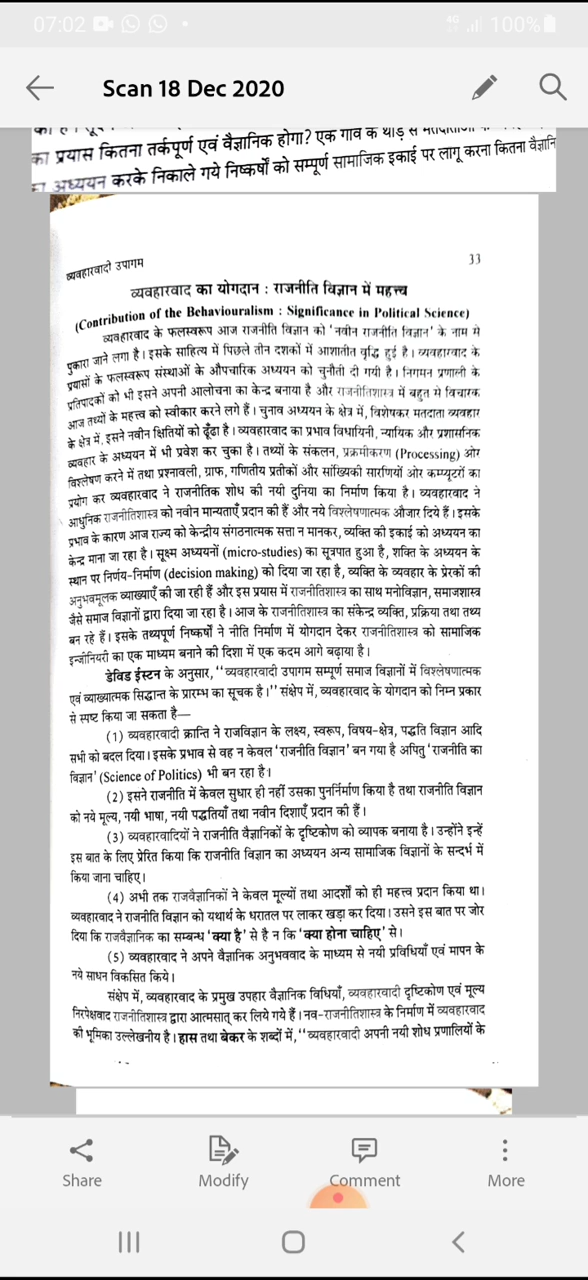 07:02
4G
100%
Scan 18 Dec 2020
का प्रयास कितना तर्कपूर्ण एवं वैज्ञानिक होगा? एक गांव के थोड़े से
अध्ययन करके निकाले गये निष्कर्षों को सम्पूर्ण सामाजिक इकाई पर लागू करना कितना
व्यवहारवादी उपागम
33
व्यवहारवाद का योगदान : राजनीति विज्ञान में महत्त्व
(Contribution of the Behaviouralism : Significance in Political Science)
व्यवहारवाद के फलस्वरूप आज राजनीति विज्ञान को 'नवीन राजनीति विज्ञान' के नाम से
पुकारा जाने लगा है। इसके साहित्य में पिछले तीन दशकों में आशातीत वृद्धि हुई है। व्यवहारवाद के
प्रयासों के फलस्वरूप संस्थाओं के औपचारिक अध्ययन को चुनौती दी गयी है। निगमन प्रणाली के
प्रतिपादकों को भी इसने अपनी आलोचना का केन्द्र बनाया है और राजनीतिशास्त्र में बहुत से विचारक
आज तथ्यों के महत्त्व को स्वीकार करने लगे हैं। चुनाव अध्ययन के क्षेत्र में, विशेषकर मतदाता व्यवहार
के क्षेत्र में, इसने नवीन क्षितियों को ढूँढा है। व्यवहारवाद का प्रभाव विधायिनी, न्यायिक और प्रशासनिक
व्यवहार के अध्ययन में भी प्रवेश कर चुका है। तथ्यों के संकलन, प्रक्रमीकरण (Processing) और
विश्लेषण करने में तथा प्रश्नावली, ग्राफ, गणितीय प्रतीकों और सांख्यिकी सारणियों और कम्प्यूटरों का
प्रयोग कर व्यवहारवाद ने राजनीतिक शोध की नयी दुनिया का निर्माण किया है। व्यवहारवाद ने
आधुनिक राजनीतिशास्त्र को नवीन मान्यताएँ प्रदान की हैं और नये विश्लेषणात्मक औजार दिये हैं। इसके
प्रभाव के कारण आज राज्य को केन्द्रीय संगठनात्मक सत्ता न मानकर, व्यक्ति की इकाई को अध्ययन का
केन्द्र माना जा रहा है। सूक्ष्म अध्ययनों (micro-studies) का सूत्रपात हुआ है, शक्ति के अध्ययन के
स्थान पर निर्णय-निर्माण (decision making) को दिया जा रहा है, व्यक्ति के व्यवहार के प्रेरकों की
अनुभवमूलक व्याख्याएँ की जा रही हैं और इस प्रयास में राजनीतिशास्त्र का साथ मनोविज्ञान, समाजशास्त्र
जैसे समाज विज्ञानों द्वारा दिया जा रहा है। आज के राजनीतिशास्त्र का संकेन्द्र व्यक्ति, प्रक्रिया तथा तथ्य
बन रहे हैं। इसके तथ्यपूर्ण निष्कर्षों ने नीति निर्माण में योगदान देकर राजनीतिशास्त्र को सामाजिक
इन्जीनियरी का एक माध्यम बनाने की दिशा में एक कदम आगे बढ़ाया है।
डेविड ईस्टन के अनुसार, "व्यवहारवादी उपागम सम्पूर्ण समाज विज्ञानों में विश्लेषणात्मक
एवं व्याख्यात्मक सिद्धान्त के प्रारम्भ का सूचक है।" संक्षेप में, व्यवहारवाद के योगदान को निम्न प्रकार
से स्पष्ट किया जा सकता है—
(1) व्यवहारवादी क्रान्ति ने राजविज्ञान के लक्ष्य, स्वरूप, विषय-क्षेत्र, पद्धति विज्ञान आदि
सभी को बदल दिया। इसके प्रभाव से वह न केवल 'राजनीति विज्ञान' बन गया है अपितु 'राजनीति का
विज्ञान' (Science of Politics) भी बन रहा है।
(2) इसने राजनीति में केवल सुधार ही नहीं उसका पुनर्निर्माण किया है तथा राजनीति विज्ञान
को नये मूल्य, नयी भाषा, नयी पद्धतियाँ तथा नवीन दिशाएँ प्रदान की हैं।
(3) व्यवहारवादियों ने राजनीति वैज्ञानिकों के दृष्टिकोण को व्यापक बनाया है। उन्होंने इन्हें
इस बात के लिए प्रेरित किया कि राजनीति विज्ञान का अध्ययन अन्य सामाजिक विज्ञानों के सन्दर्भ में
किया जाना चाहिए।
(4) अभी तक राजवैज्ञानिकों ने केवल मूल्यों तथा आदर्शों को ही महत्त्व प्रदान किया था।
व्यवहारवाद ने राजनीति विज्ञान को यथार्थ के धरातल पर लाकर खड़ा कर दिया। उसने इस बात पर जोर
दिया कि राजवैज्ञानिक का सम्बन्ध 'क्या है' से है न कि 'क्या होना चाहिए' से।
(5) व्यवहारवाद ने अपने वैज्ञानिक अनुभववाद के माध्यम से नयी प्रविधियाँ एवं मापन के
नये साधन विकसित किये।
संक्षेप में, व्यवहारवाद के प्रमुख उपहार वैज्ञानिक विधियाँ, व्यवहारवादी दृष्टिकोण एवं मूल्य
निरपेक्षवाद राजनीतिशास्त्र द्वारा आत्मसात् कर लिये गये हैं। नव-राजनीतिशास्त्र के निर्माण में व्यवहारवाद
की भूमिका उल्लेखनीय है। हास तथा बेकर के शब्दों में, "व्यवहारवादी अपनी नयी शोध प्रणालियों के
Share
Modify
Comment
More